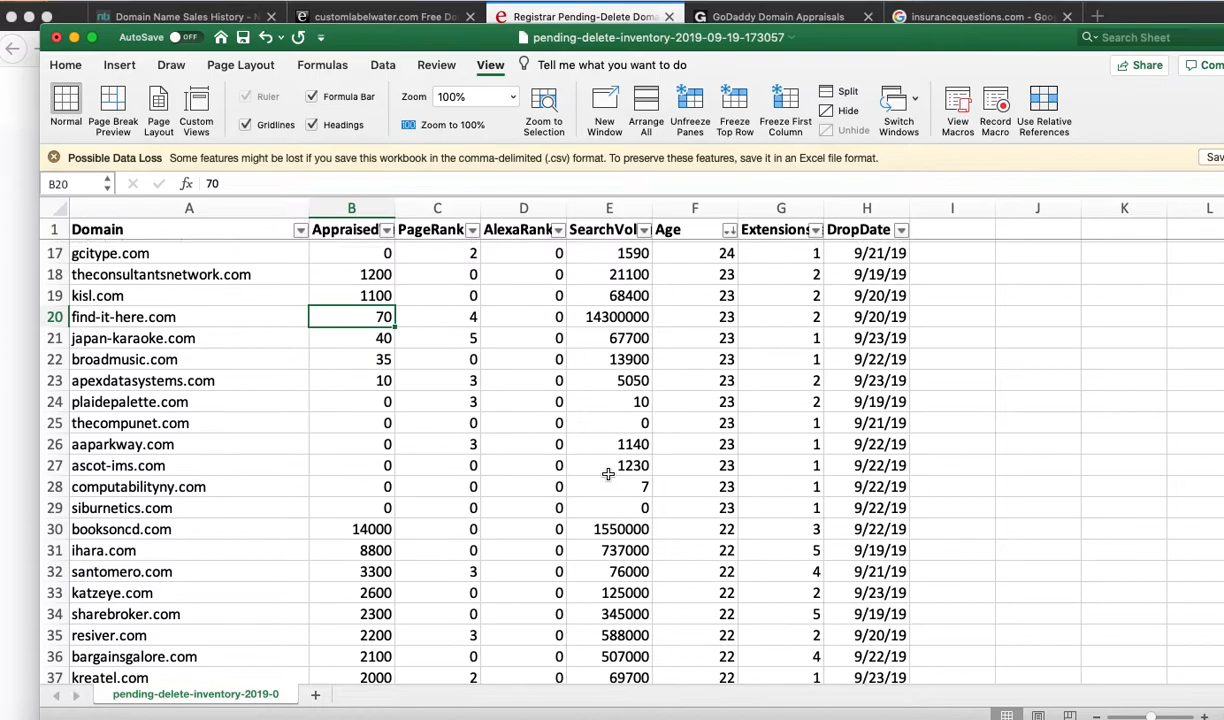 Domain Name Sales History - N
customlabelwater.com Free Do
Registrar Pending-Delete Doma
GoDaddy Domain Appraisals
insurancequestions.com - Goo
AutoSave OFF
pending-delete-inventory-2019-09-19-173057
Search Sheet
Home Insert Draw Page Layout Formulas Data Review View Tell me what you want to do Share Com
Normal Page Break Preview Page Layout Custom Views
Ruler Formula Bar Zoom 100%
Gridlines Headings Zoom to 100%
Zoom to Selection New Window Arrange All Unfreeze Panes Freeze Top Row Freeze First Column
Split
Hide
Unhide
Switch Windows View Macros Record Macro Use Relative References
Possible Data Loss Some features might be lost if you save this workbook in the comma-delimited (.csv) format. To preserve these features, save it in an Excel file format. Sav
B20 fx 70
A B C D E F G H I J K L
1 Domain Appraised PageRank AlexaRank SearchVol Age Extensions DropDate
17 gcitype.com 0 2 0 1590 24 1 9/21/19
18 theconsultantsnetwork.com 1200 0 0 21100 23 2 9/19/19
19 kisl.com 1100 0 0 68400 23 2 9/20/19
20 find-it-here.com 70 4 0 14300000 23 2 9/20/19
21 japan-karaoke.com 40 5 0 67700 23 1 9/23/19
22 broadmusic.com 35 0 0 13900 23 1 9/22/19
23 apexdatasystems.com 10 3 0 5050 23 2 9/23/19
24 plaidepalette.com 0 3 0 10 23 2 9/21/19
25 thecompunet.com 0 0 0 0 23 1 9/21/19
26 aaparkway.com 0 3 0 1140 23 1 9/22/19
27 ascot-ims.com 0 0 0 1230 23 1 9/22/19
28 computabilityny.com 0 0 0 7 23 1 9/22/19
29 siburnetics.com 0 0 0 0 23 1 9/22/19
30 booksoncd.com 14000 0 0 1550000 22 3 9/22/19
31 ihara.com 8800 0 0 737000 22 5 9/19/19
32 santomero.com 3300 3 0 76000 22 4 9/21/19
33 katzeye.com 2600 0 0 125000 22 2 9/23/19
34 sharebroker.com 2300 0 0 345000 22 5 9/19/19
35 resiver.com 2200 3 0 588000 22 2 9/20/19
36 bargainsgalore.com 2100 0 0 507000 22 4 9/22/19
37 kreatel.com 2000 2 0 69700 22 1 9/23/19
pending-delete-inventory-2019-0